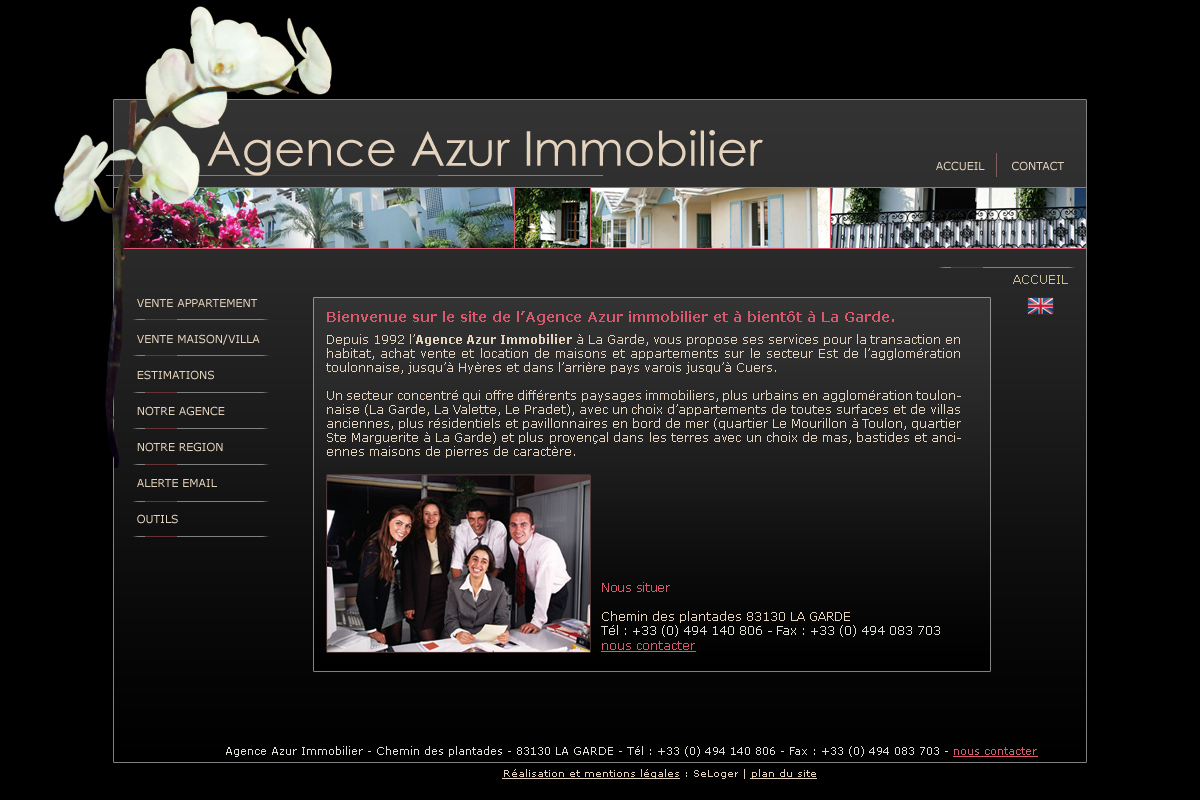 Agence Azur Immobilier
ACCUEIL
CONTACT
ACCUEIL
VENTE APPARTEMENT
VENTE MAISON/VILLA
ESTIMATIONS
NOTRE AGENCE
NOTRE REGION
ALERTE EMAIL
OUTILS
Bienvenue sur le site de l’Agence Azur immobilier et à bientôt à La Garde.
Depuis 1992 l’Agence Azur Immobilier à La Garde, vous propose ses services pour la transaction en
habitat, achat vente et location de maisons et appartements sur le secteur Est de l’agglomération
toulonnaise, jusqu’à Hyères et dans l’arrière pays varois jusqu’à Cuers.
Un secteur concentré qui offre différents paysages immobiliers, plus urbains en agglomération toulon-
naise (La Garde, La Valette, Le Pradet), avec un choix d’appartements de toutes surfaces et de villas
anciennes, plus résidentiels et pavillonnaires en bord de mer (quartier Le Mourillon à Toulon, quartier
Ste Marguerite à La Garde) et plus provençal dans les terres avec un choix de mas, bastides et anci-
ennes maisons de pierres de caractère.
Nous situer
Chemin des plantades 83130 LA GARDE
Tél : +33 (0) 494 140 806 - Fax : +33 (0) 494 083 703
nous contacter
Agence Azur Immobilier - Chemin des plantades - 83130 LA GARDE - Tél : +33 (0) 494 140 806 - Fax : +33 (0) 494 083 703 - nous contacter
Réalisation et mentions légales : SeLoger | plan du site